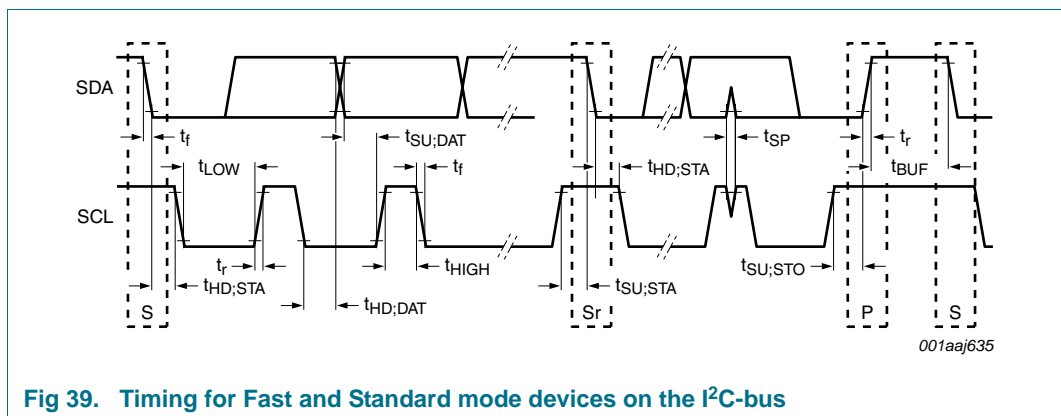 SDA
t_f
t_SU;DAT
t_SP
t_r
t_LOW
t_f
t_HD;STA
t_BUF
SCL
t_r
t_HIGH
t_SU;STO
t_HD;STA
t_HD;DAT
t_SU;STA
S
Sr
P
S
001aaj635
Fig 39. Timing for Fast and Standard mode devices on the I²C-bus